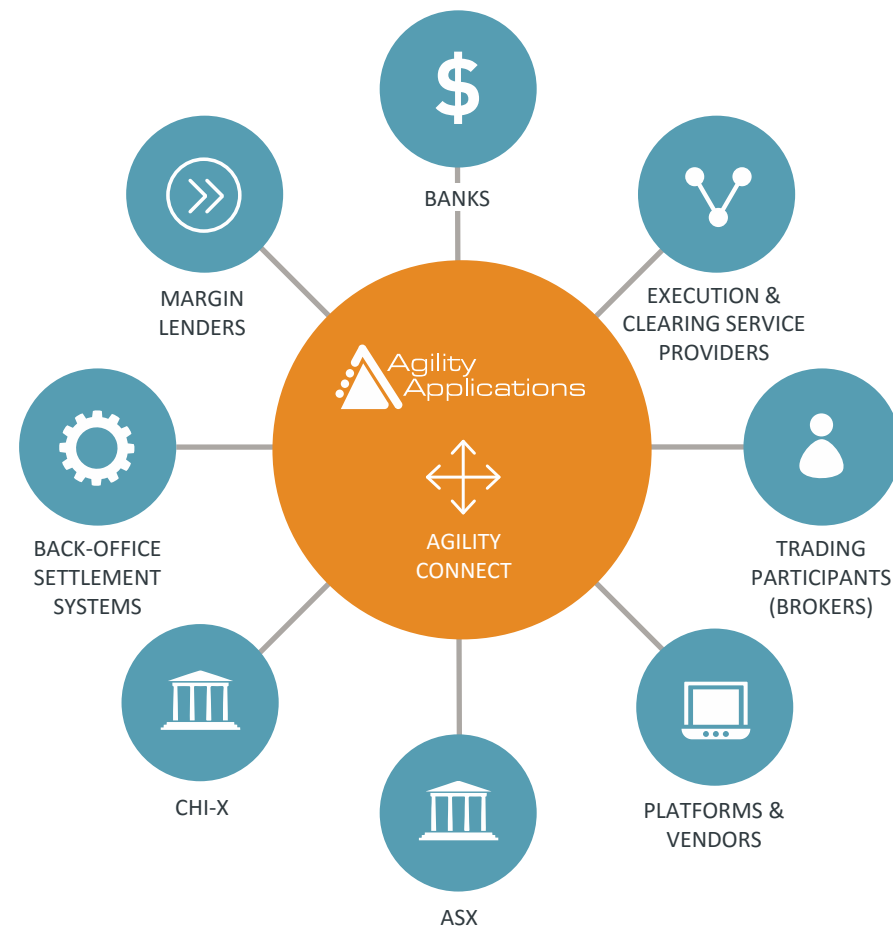 $
BANKS
MARGIN
LENDERS
EXECUTION &
CLEARING SERVICE
PROVIDERS
Agility
Applications
BACK-OFFICE
SETTLEMENT
SYSTEMS
AGILITY
CONNECT
TRADING
PARTICIPANTS
(BROKERS)
CHI-X
PLATFORMS &
VENDORS
ASX